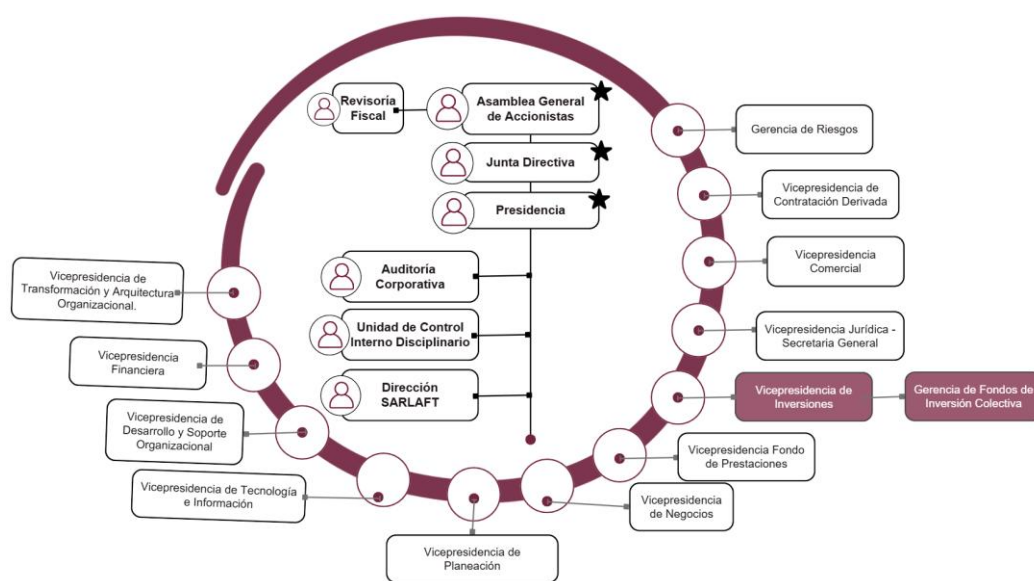 Revisoría
Fiscal
Asamblea General
de Accionistas
Junta Directiva
Presidencia
Auditoría
Corporativa
Unidad de Control
Interno Disciplinario
Dirección
SARLAFT
Gerencia de Riesgos
Vicepresidencia de
Contratación Derivada
Vicepresidencia
Comercial
Vicepresidencia Jurídica -
Secretaría General
Vicepresidencia de
Inversiones
Gerencia de Fondos de
Inversión Colectiva
Vicepresidencia Fondo
de Prestaciones
Vicepresidencia
de Negocios
Vicepresidencia de
Planeación
Vicepresidencia de Tecnología
e Información
Vicepresidencia de
Desarrollo y Soporte
Organizacional
Vicepresidencia
Financiera
Vicepresidencia de
Transformación y Arquitectura
Organizacional.